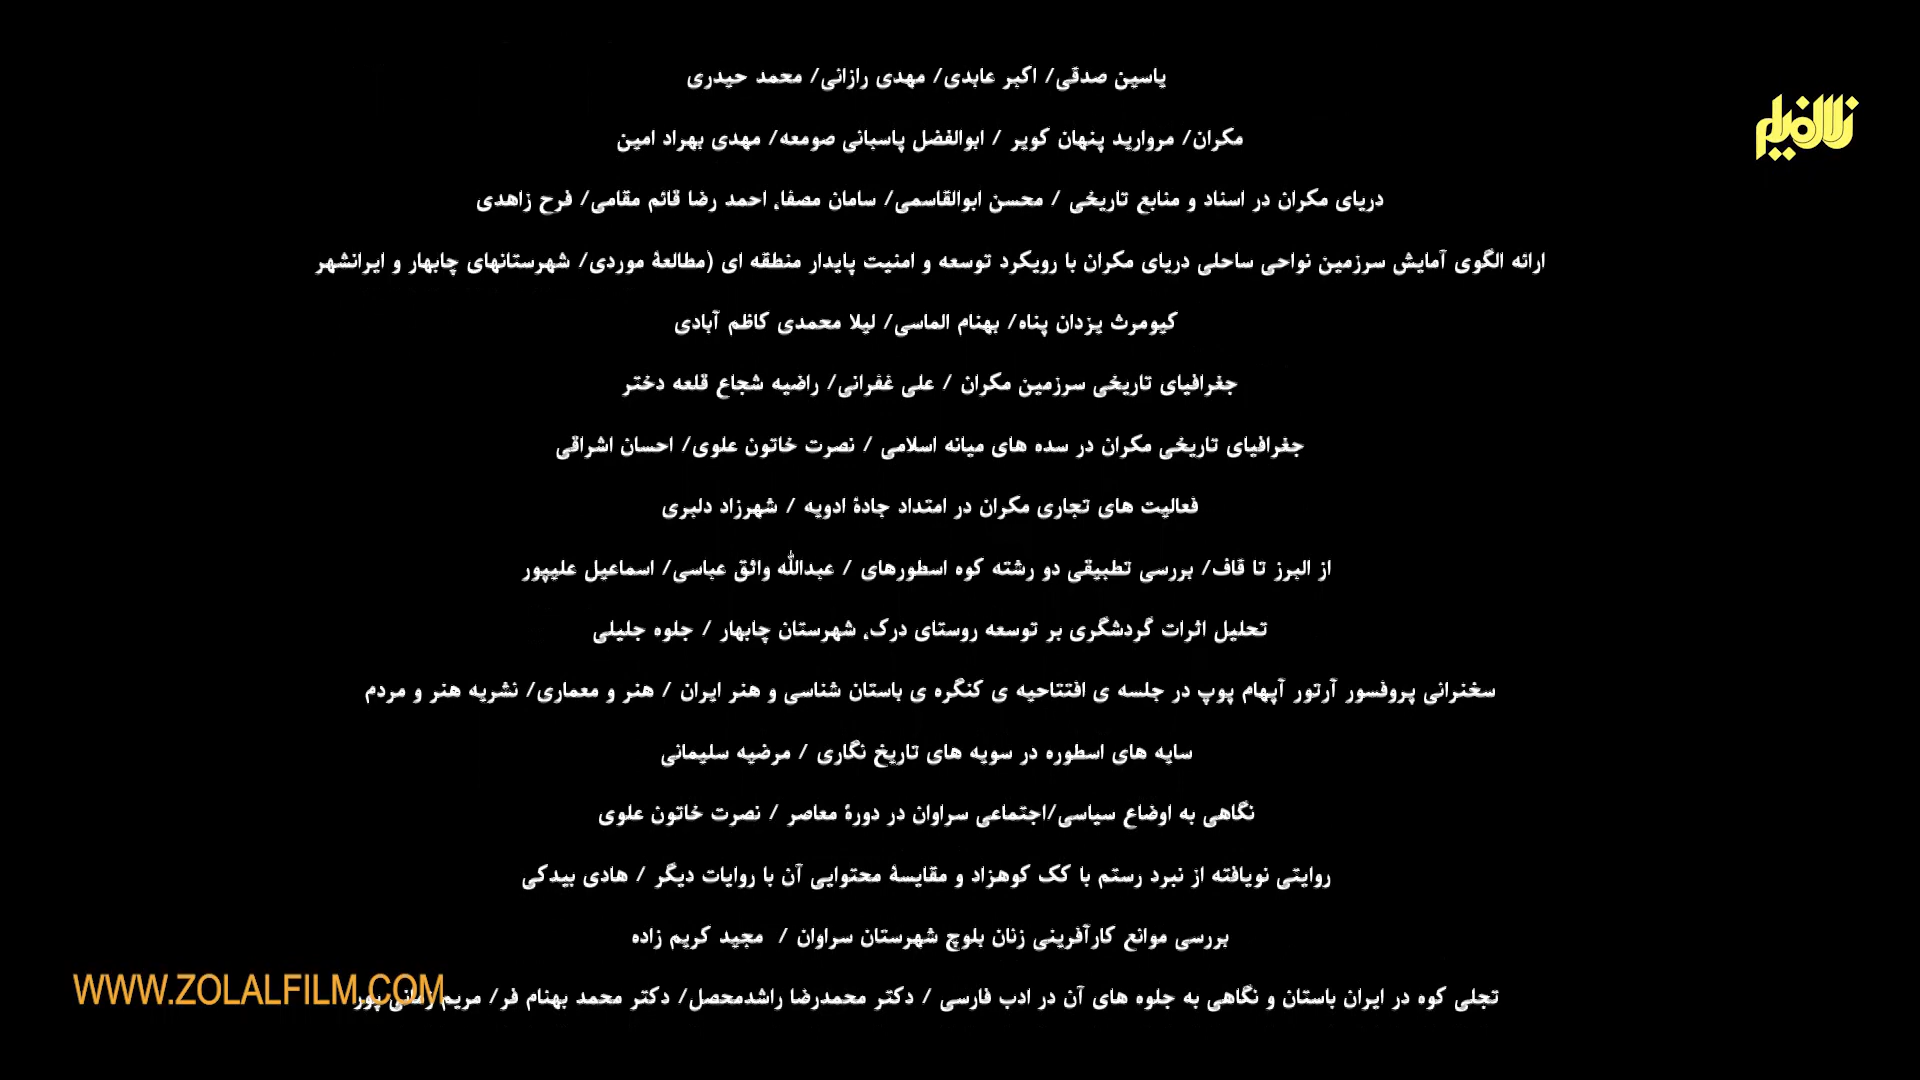 یاسین صدقی/ اکبر عابدی/ مهدی رازانی/ محمد حیدری
زلال فیلم
مکران/ مروارید پنهان کویر / ابوالفضل پاسبانی صومعه/ مهدی بهراد امین
دریای مکران در اسناد و منابع تاریخی / محسن ابوالقاسمی/ سامان مصفا, احمد رضا قائم مقامی/ فرح زاهدی
ارائه الگوی آمایش سرزمین نواحی ساحلی دریای مکران با رویکرد توسعه و امنیت پایدار منطقه ای (مطالعۀ موردی/ شهرستانهای چابهار و ایرانشهر
کیومرث یزدان پناه/ بهنام الماسی/ لیلا محمدی کاظم آبادی
جغرافیای تاریخی سرزمین مکران / علی غفرانی/ راضیه شجاع قلعه دختر
جغرافیای تاریخی مکران در سده های میانه اسلامی / نصرت خاتون علوی/ احسان اشراقی
فعالیت های تجاری مکران در امتداد جادۀ ادویه / شهرزاد دلبری
از البرز تا قاف/ بررسی تطبیقی دو رشته کوه اسطورهای / عبدالله واثق عباسی/ اسماعیل علیپور
تحلیل اثرات گردشگری بر توسعه روستای درک, شهرستان چابهار / جلوه جلیلی
سخنرانی پروفسور آرتور آپهام پوپ در جلسه ی افتتاحیه ی کنگره ی باستان شناسی و هنر ایران / هنر و معماری/ نشریه هنر و مردم
سایه های اسطوره در سویه های تاریخ نگاری / مرضیه سلیمانی
نگاهی به اوضاع سیاسی/اجتماعی سراوان در دورۀ معاصر / نصرت خاتون علوی
روایتی نویافته از نبرد رستم با کک کوهزاد و مقایسۀ محتوایی آن با روایات دیگر / هادی بیدکی
بررسی موانع کارآفرینی زنان بلوچ شهرستان سراوان / مجید کریم زاده
تجلی کوه در ایران باستان و نگاهی به جلوه های آن در ادب فارسی / دکتر محمدرضا راشدمحصل/ دکتر محمد بهنام فر/ مریم زمانی پور
WWW.ZOLALFILM.COM